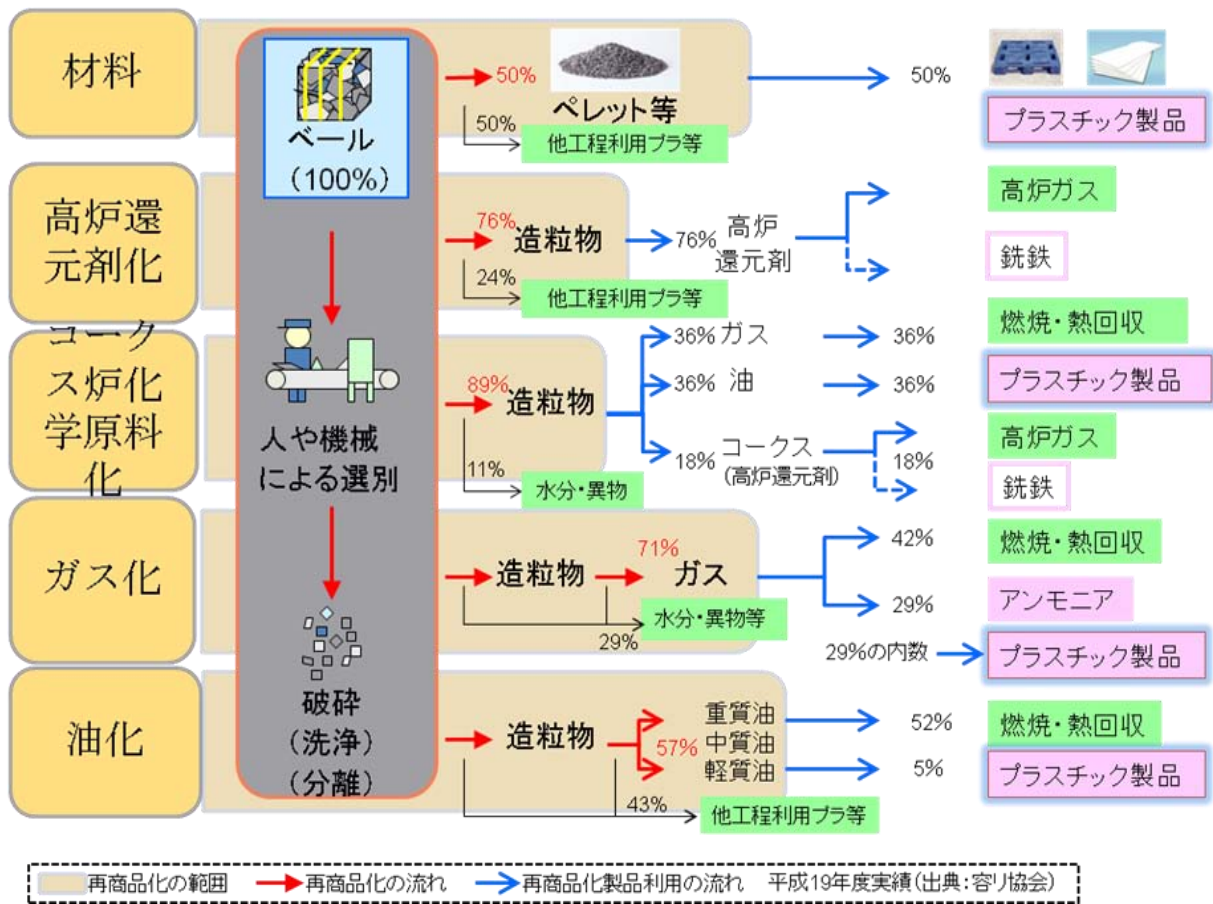 材料
ベール
(100%)
50%
ペレット等
50%
他工程利用プラ等
50%
プラスチック製品
高炉還
元剤化
76%
造粒物
24%
他工程利用プラ等
76%
高炉
還元剤
高炉ガス
銑鉄
コーク
ス炉化
学原料
化
人や機械
による選別
89%
造粒物
11%
水分・異物
36%
ガス
36%
燃焼・熱回収
36%
油
36%
プラスチック製品
18%
コークス
(高炉還元剤)
18%
高炉ガス
銑鉄
ガス化
造粒物
71%
ガス
29%
水分・異物等
42%
燃焼・熱回収
29%
アンモニア
29%の内数
プラスチック製品
油化
破砕
(洗浄)
(分離)
造粒物
57%
重質油
中質油
軽質油
43%
他工程利用プラ等
52%
燃焼・熱回収
5%
プラスチック製品
再商品化の範囲 再商品化の流れ 再商品化製品利用の流れ 平成19年度実績(出典:容リ協会)